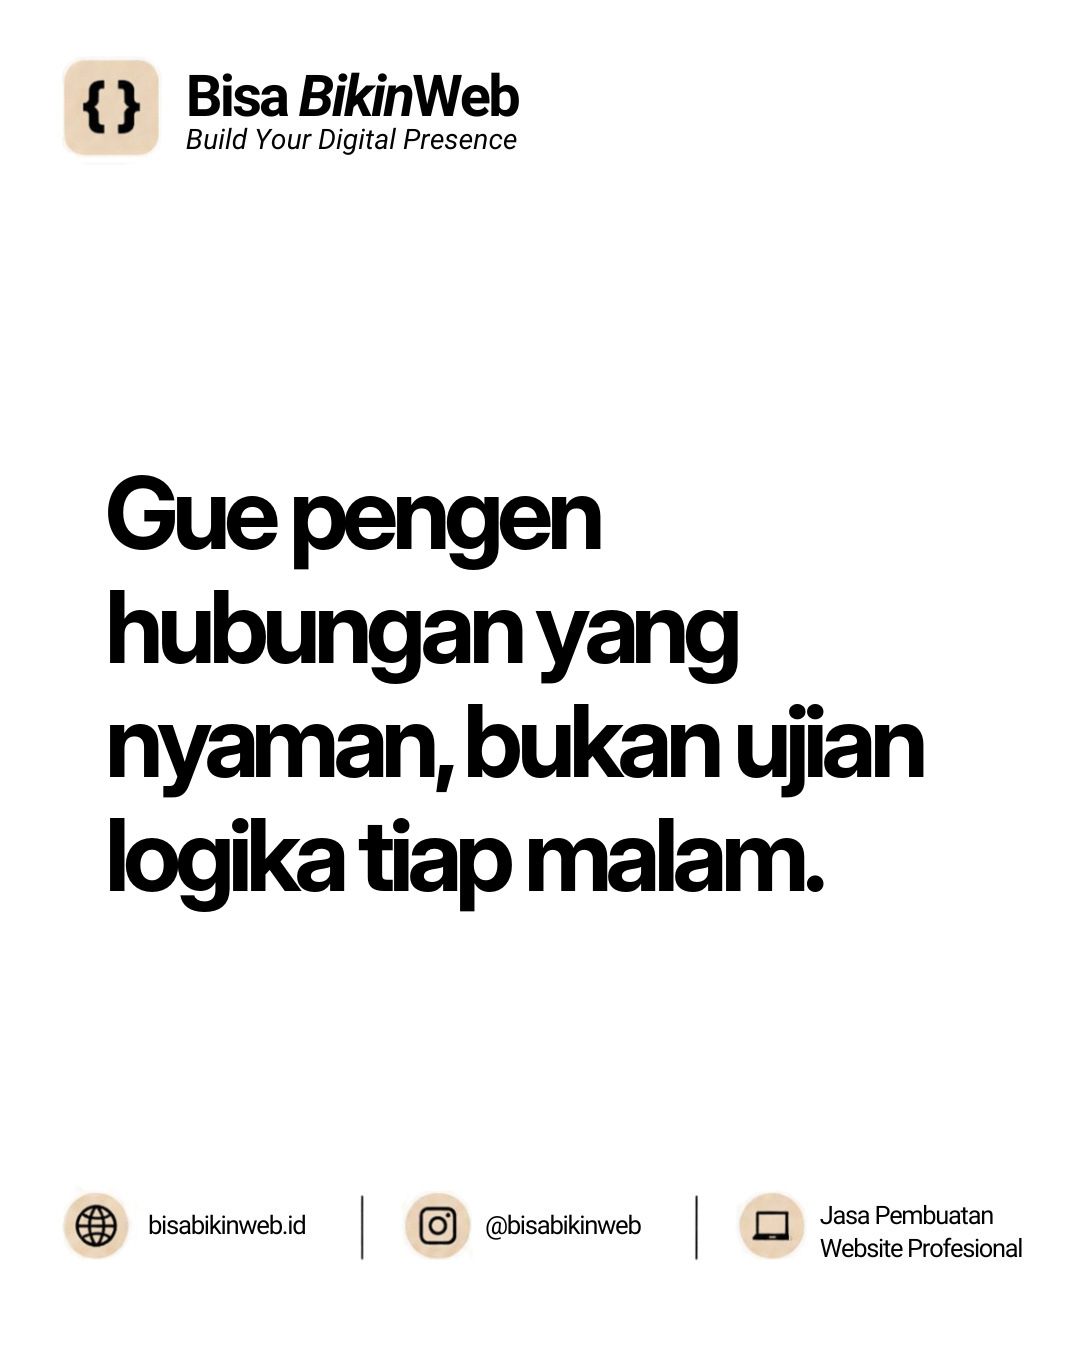 { }
Bisa BikinWeb
Build Your Digital Presence
Gue pengen
hubungan yang
nyaman, bukan ujian
logika tiap malam.
bisabikinweb.id
@bisabikinweb
Jasa Pembuatan
Website Profesional